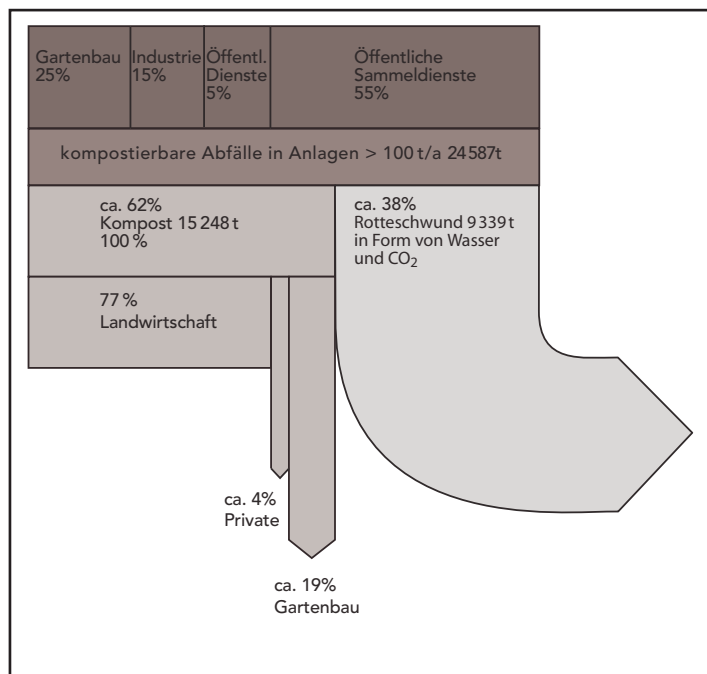 Gartenbau
25%
Industrie
15%
Öffentl.
Dienste
5%
Öffentliche
Sammeldienste
55%
kompostierbare Abfälle in Anlagen > 100 t/a 24 587t
ca. 62%
Kompost 15 248 t
100 %
ca. 38%
Rotteschwund 9 339 t
in Form von Wasser
und CO₂
77 %
Landwirtschaft
ca. 4%
Private
ca. 19%
Gartenbau